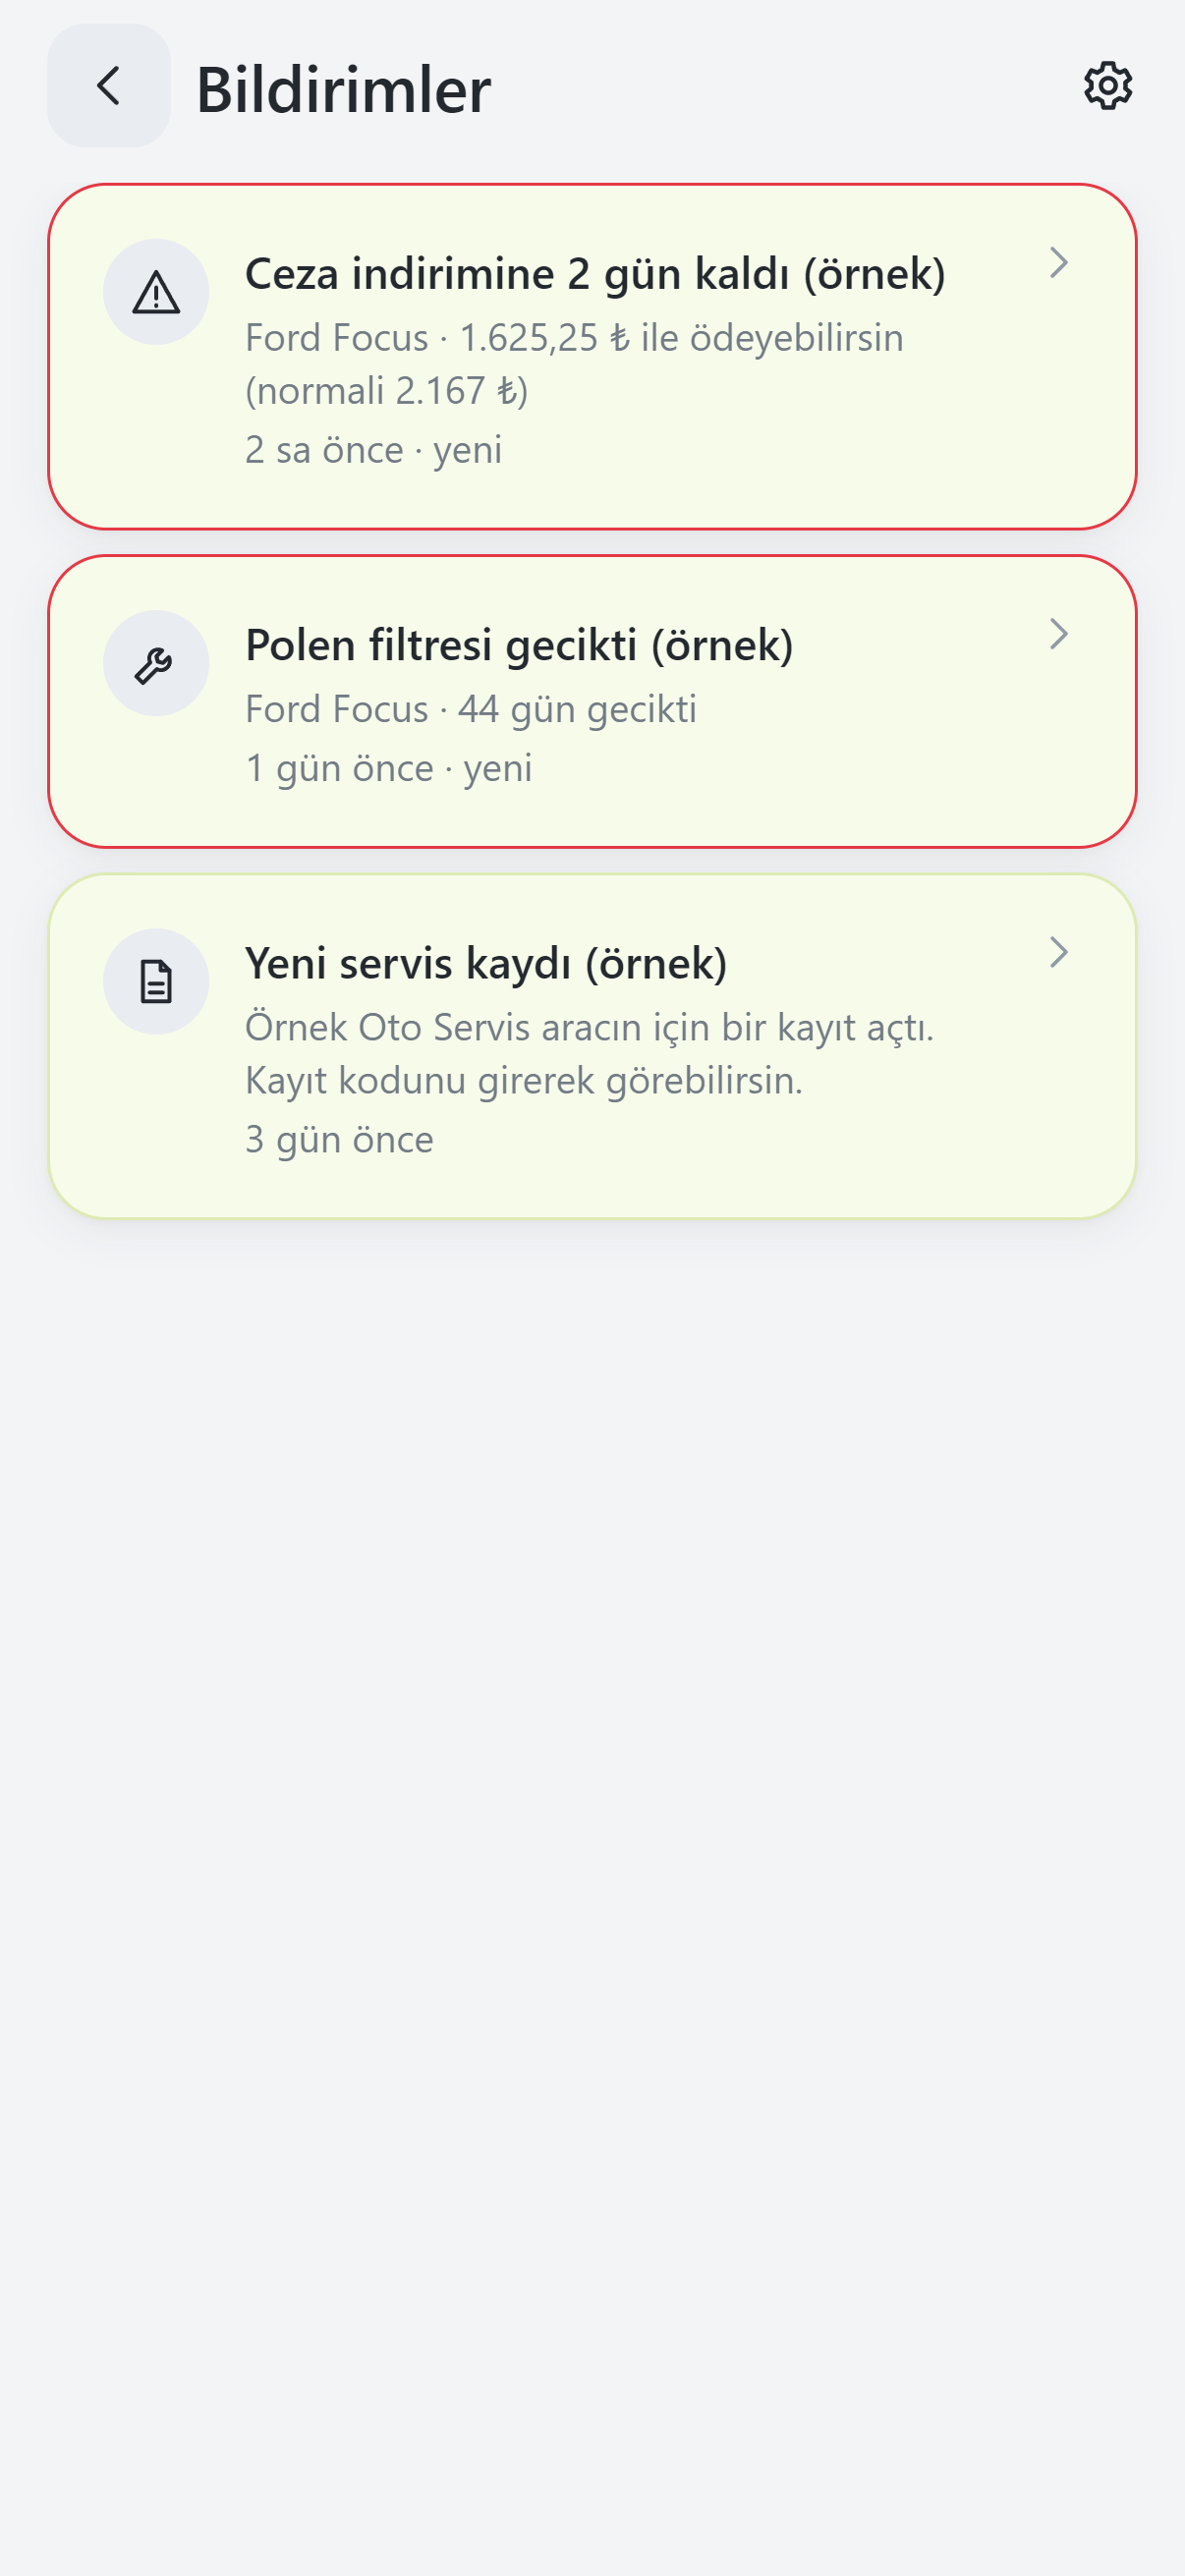 Bildirimler
Ceza indirimine 2 gün kaldı (örnek)
Ford Focus · 1.625,25 ₺ ile ödeyebilirsin
(normali 2.167 ₺)
2 sa önce · yeni
Polen filtresi gecikti (örnek)
Ford Focus · 44 gün gecikti
1 gün önce · yeni
Yeni servis kaydı (örnek)
Örnek Oto Servis aracın için bir kayıt açtı.
Kayıt kodunu girerek görebilirsin.
3 gün önce